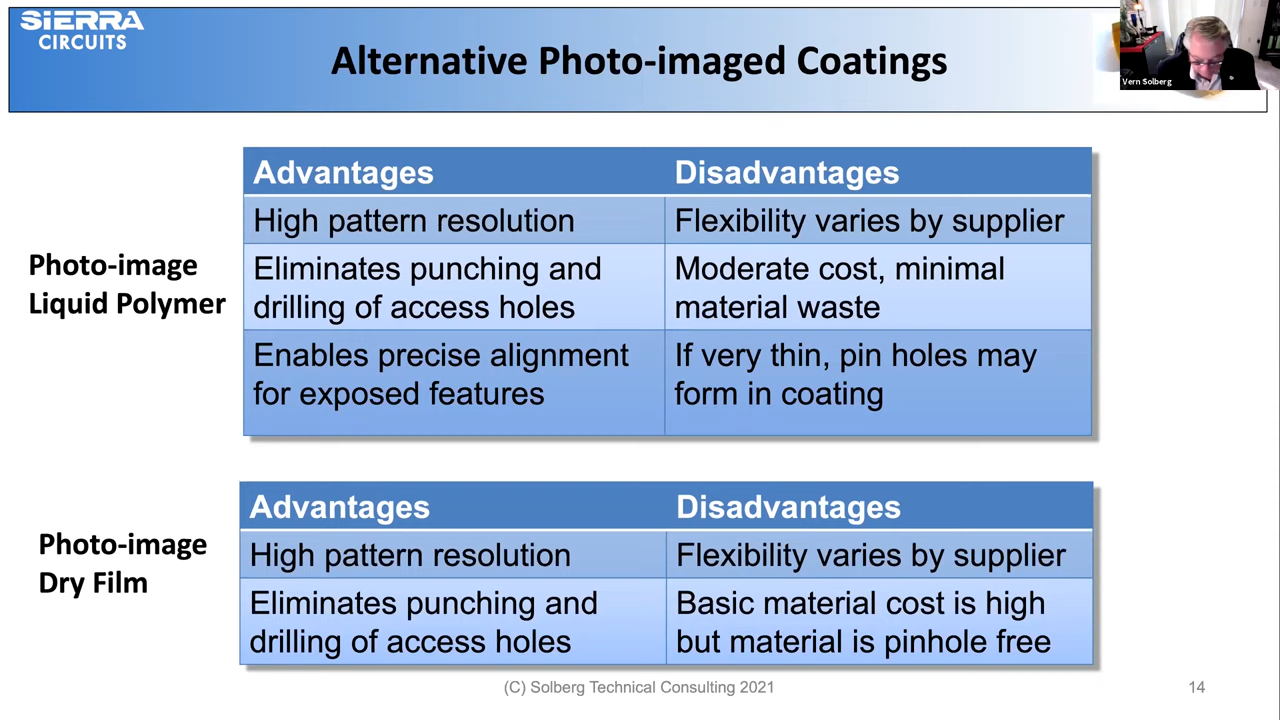 SIERRA
CIRCUITS
Alternative Photo-imaged Coatings
Vern Solberg
Photo-image
Liquid Polymer
Advantages
Disadvantages
High pattern resolution
Flexibility varies by supplier
Eliminates punching and
drilling of access holes
Moderate cost, minimal
material waste
Enables precise alignment
for exposed features
If very thin, pin holes may
form in coating
Photo-image
Dry Film
Advantages
Disadvantages
High pattern resolution
Flexibility varies by supplier
Eliminates punching and
drilling of access holes
Basic material cost is high
but material is pinhole free
(C) Solberg Technical Consulting 2021
14